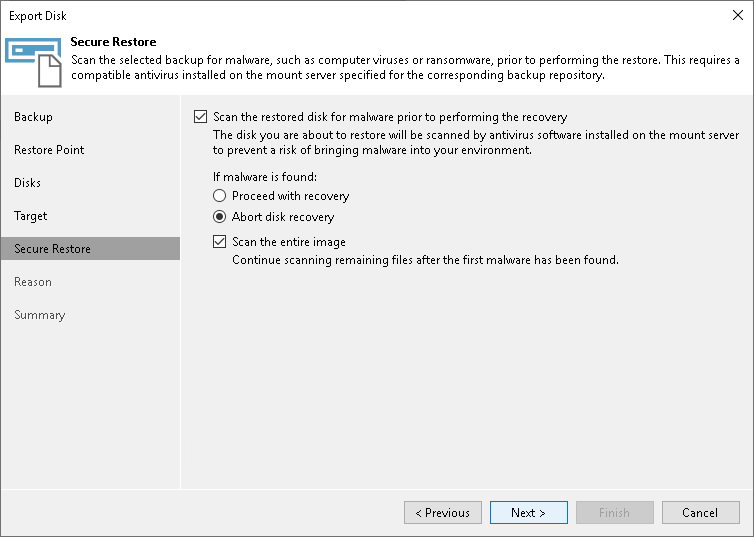 Export Disk
Secure Restore
Scan the selected backup for malware, such as computer viruses or ransomware, prior to performing the restore. This requires a
compatible antivirus installed on the mount server specified for the corresponding backup repository.
Backup
Restore Point
Disks
Target
Secure Restore
Reason
Summary
Scan the restored disk for malware prior to performing the recovery
The disk you are about to restore will be scanned by antivirus software installed on the mount server
to prevent a risk of bringing malware into your environment.
If malware is found:
Proceed with recovery
Abort disk recovery
Scan the entire image
Continue scanning remaining files after the first malware has been found.
< Previous
Next >
Finish
Cancel